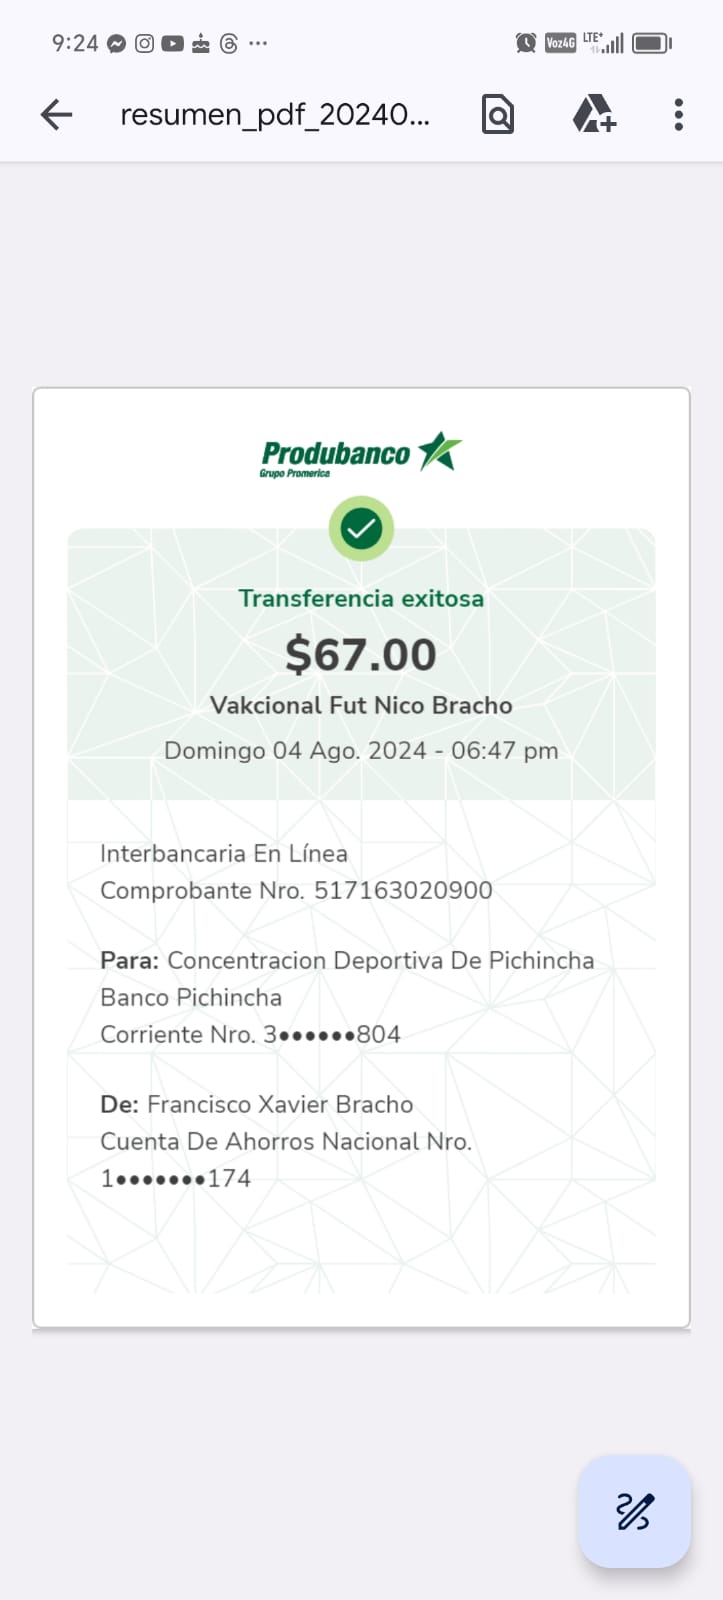 9:24
Voz4G LTE+
resumen_pdf_20240...
Produbanco
Grupo Promerica
Transferencia exitosa
$67.00
Vakcional Fut Nico Bracho
Domingo 04 Ago. 2024 - 06:47 pm
Interbancaria En Línea
Comprobante Nro. 517163020900
Para: Concentracion Deportiva De Pichincha
Banco Pichincha
Corriente Nro. 3••••••804
De: Francisco Xavier Bracho
Cuenta De Ahorros Nacional Nro.
1•••••••174